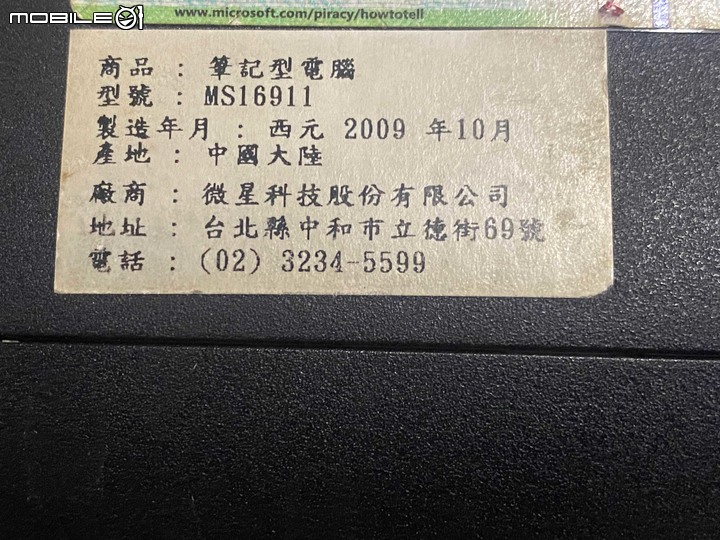 MOBILE01
www.microsoft.com/piracy/howtotell
商品 : 筆記型電腦
型號 : MS16911
製造年月 : 西元 2009 年10月
產地 : 中國大陸
廠商 : 微星科技股份有限公司
地址 : 台北縣中和市立德街69號
電話 : (02) 3234-5599